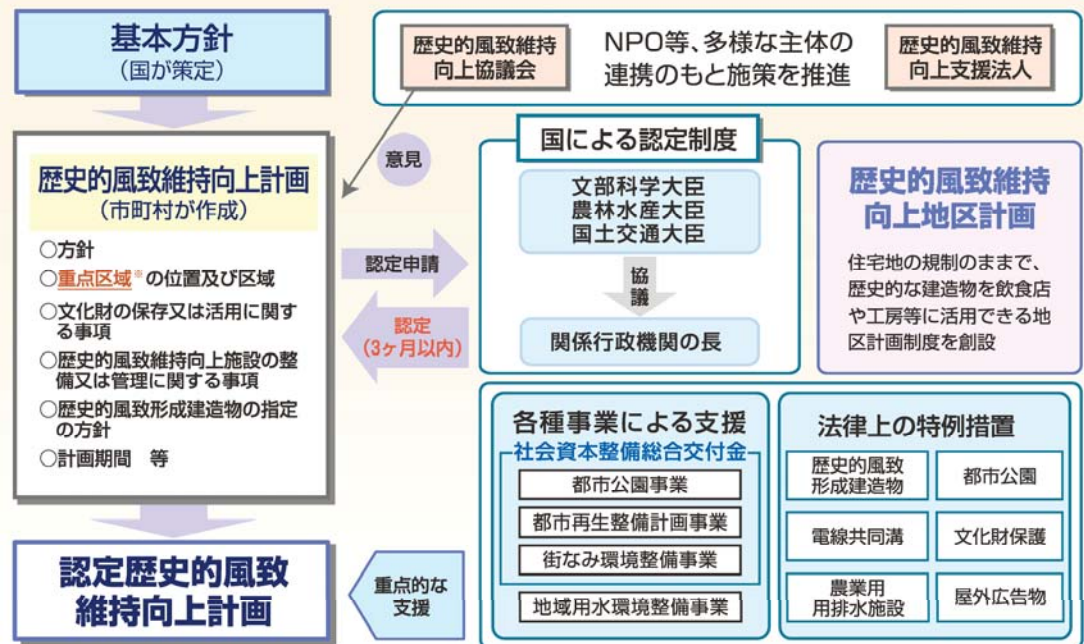 基本方針
(国が策定)
歴史的風致維持
向上協議会
NPO等、多様な主体の
連携のもと施策を推進
歴史的風致維持
向上支援法人
意見
歴史的風致維持向上計画
(市町村が作成)
○方針
○重点区域※の位置及び区域
○文化財の保存又は活用に関す
る事項
○歴史的風致維持向上施設の整
備又は管理に関する事項
○歴史的風致形成建造物の指定
の方針
○計画期間 等
認定申請
認定
(3ヶ月以内)
国による認定制度
文部科学大臣
農林水産大臣
国土交通大臣
協
議
関係行政機関の長
歴史的風致維持
向上地区計画
住宅地の規制のままで、
歴史的な建造物を飲食店
や工房等に活用できる地
区計画制度を創設
認定歴史的風致
維持向上計画
重点的な
支援
各種事業による支援
社会資本整備総合交付金
都市公園事業
都市再生整備計画事業
街なみ環境整備事業
地域用水環境整備事業
法律上の特例措置
歴史的風致
形成建造物
都市公園
電線共同溝
文化財保護
農業用
用排水施設
屋外広告物